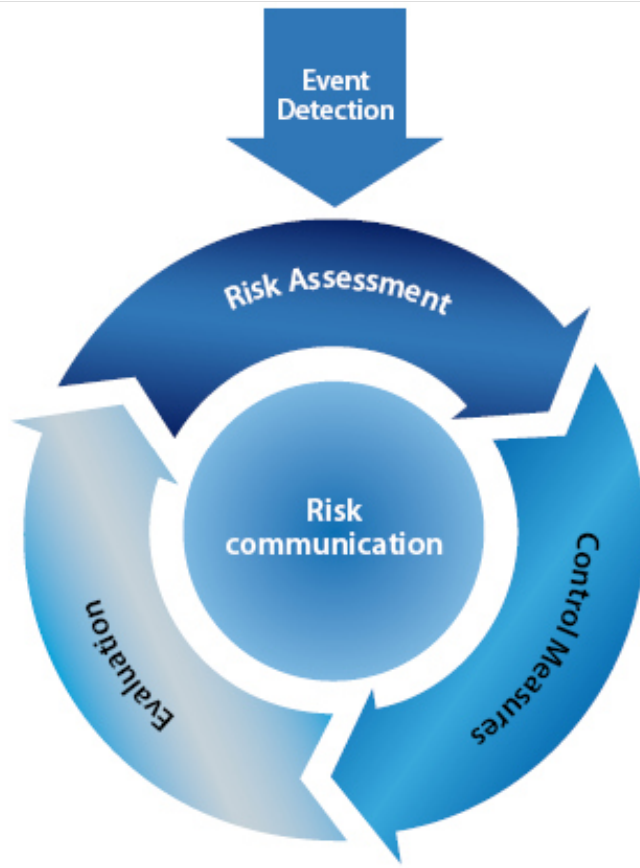 Event
Detection
Risk Assessment
Risk
communication
Control Measures
Evaluation